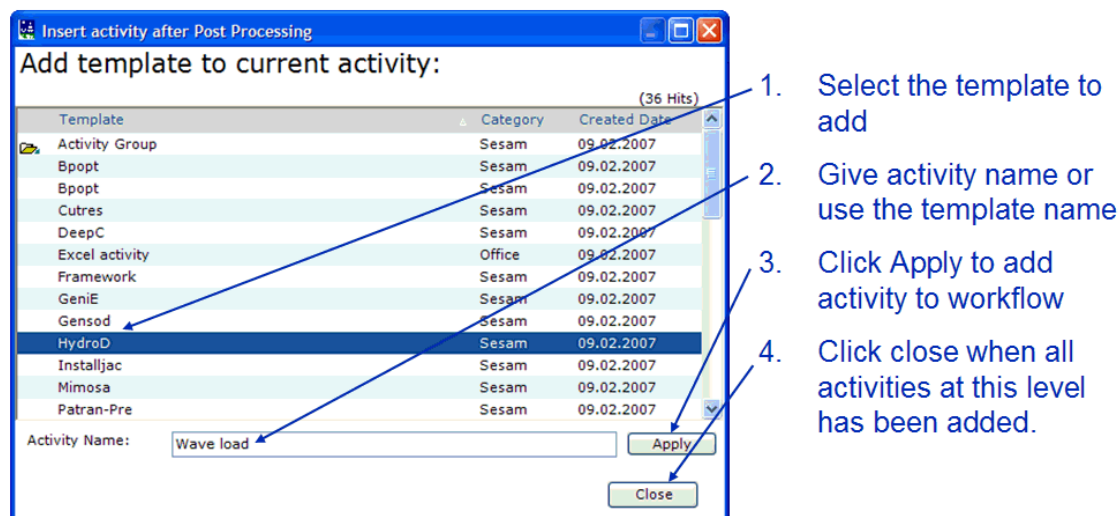 Insert activity after Post Processing
Add template to current activity:
(36 Hits)
Template Category Created Date
Activity Group Sesam 09.02.2007
Bpopt Sesam 09.02.2007
Bpopt Sesam 09.02.2007
Cutres Sesam 09.02.2007
DeepC Sesam 09.02.2007
Excel activity Office 09.02.2007
Framework Sesam 09.02.2007
GeniE Sesam 09.02.2007
Gensod Sesam 09.02.2007
HydroD Sesam 09.02.2007
Installjac Sesam 09.02.2007
Mimosa Sesam 09.02.2007
Patran-Pre Sesam 09.02.2007
Activity Name: Wave load Apply
Close
1. Select the template to
add
2. Give activity name or
use the template name
3. Click Apply to add
activity to workflow
4. Click close when all
activities at this level
has been added.